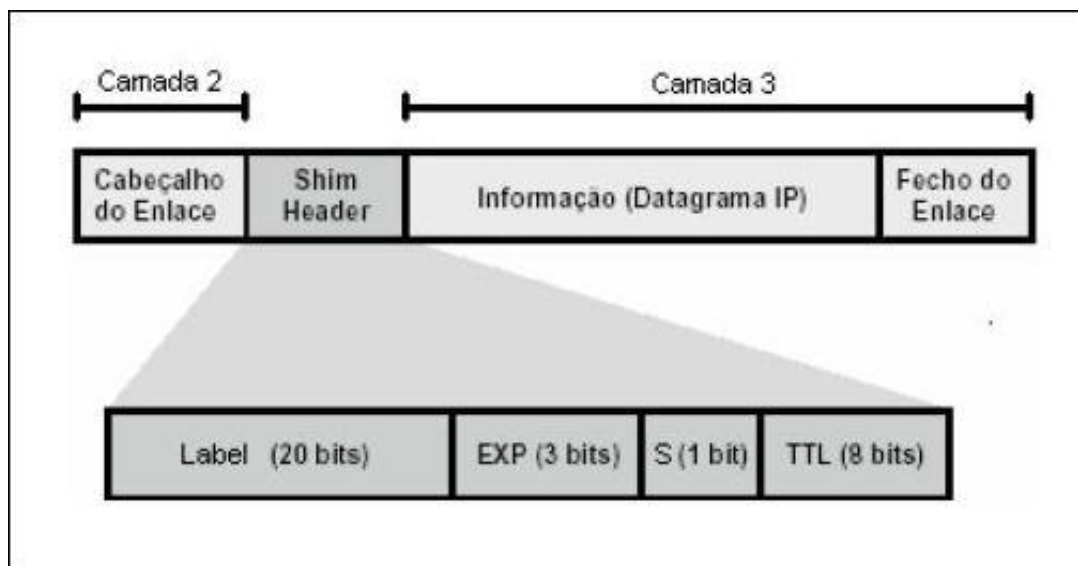 Camada 2
Camada 3
Cabeçalho
do Enlace
Shim
Header
Informação (Datagrama IP)
Fecho do
Enlace
Label (20 bits)
EXP (3 bits)
S (1 bit)
TTL (8 bits)